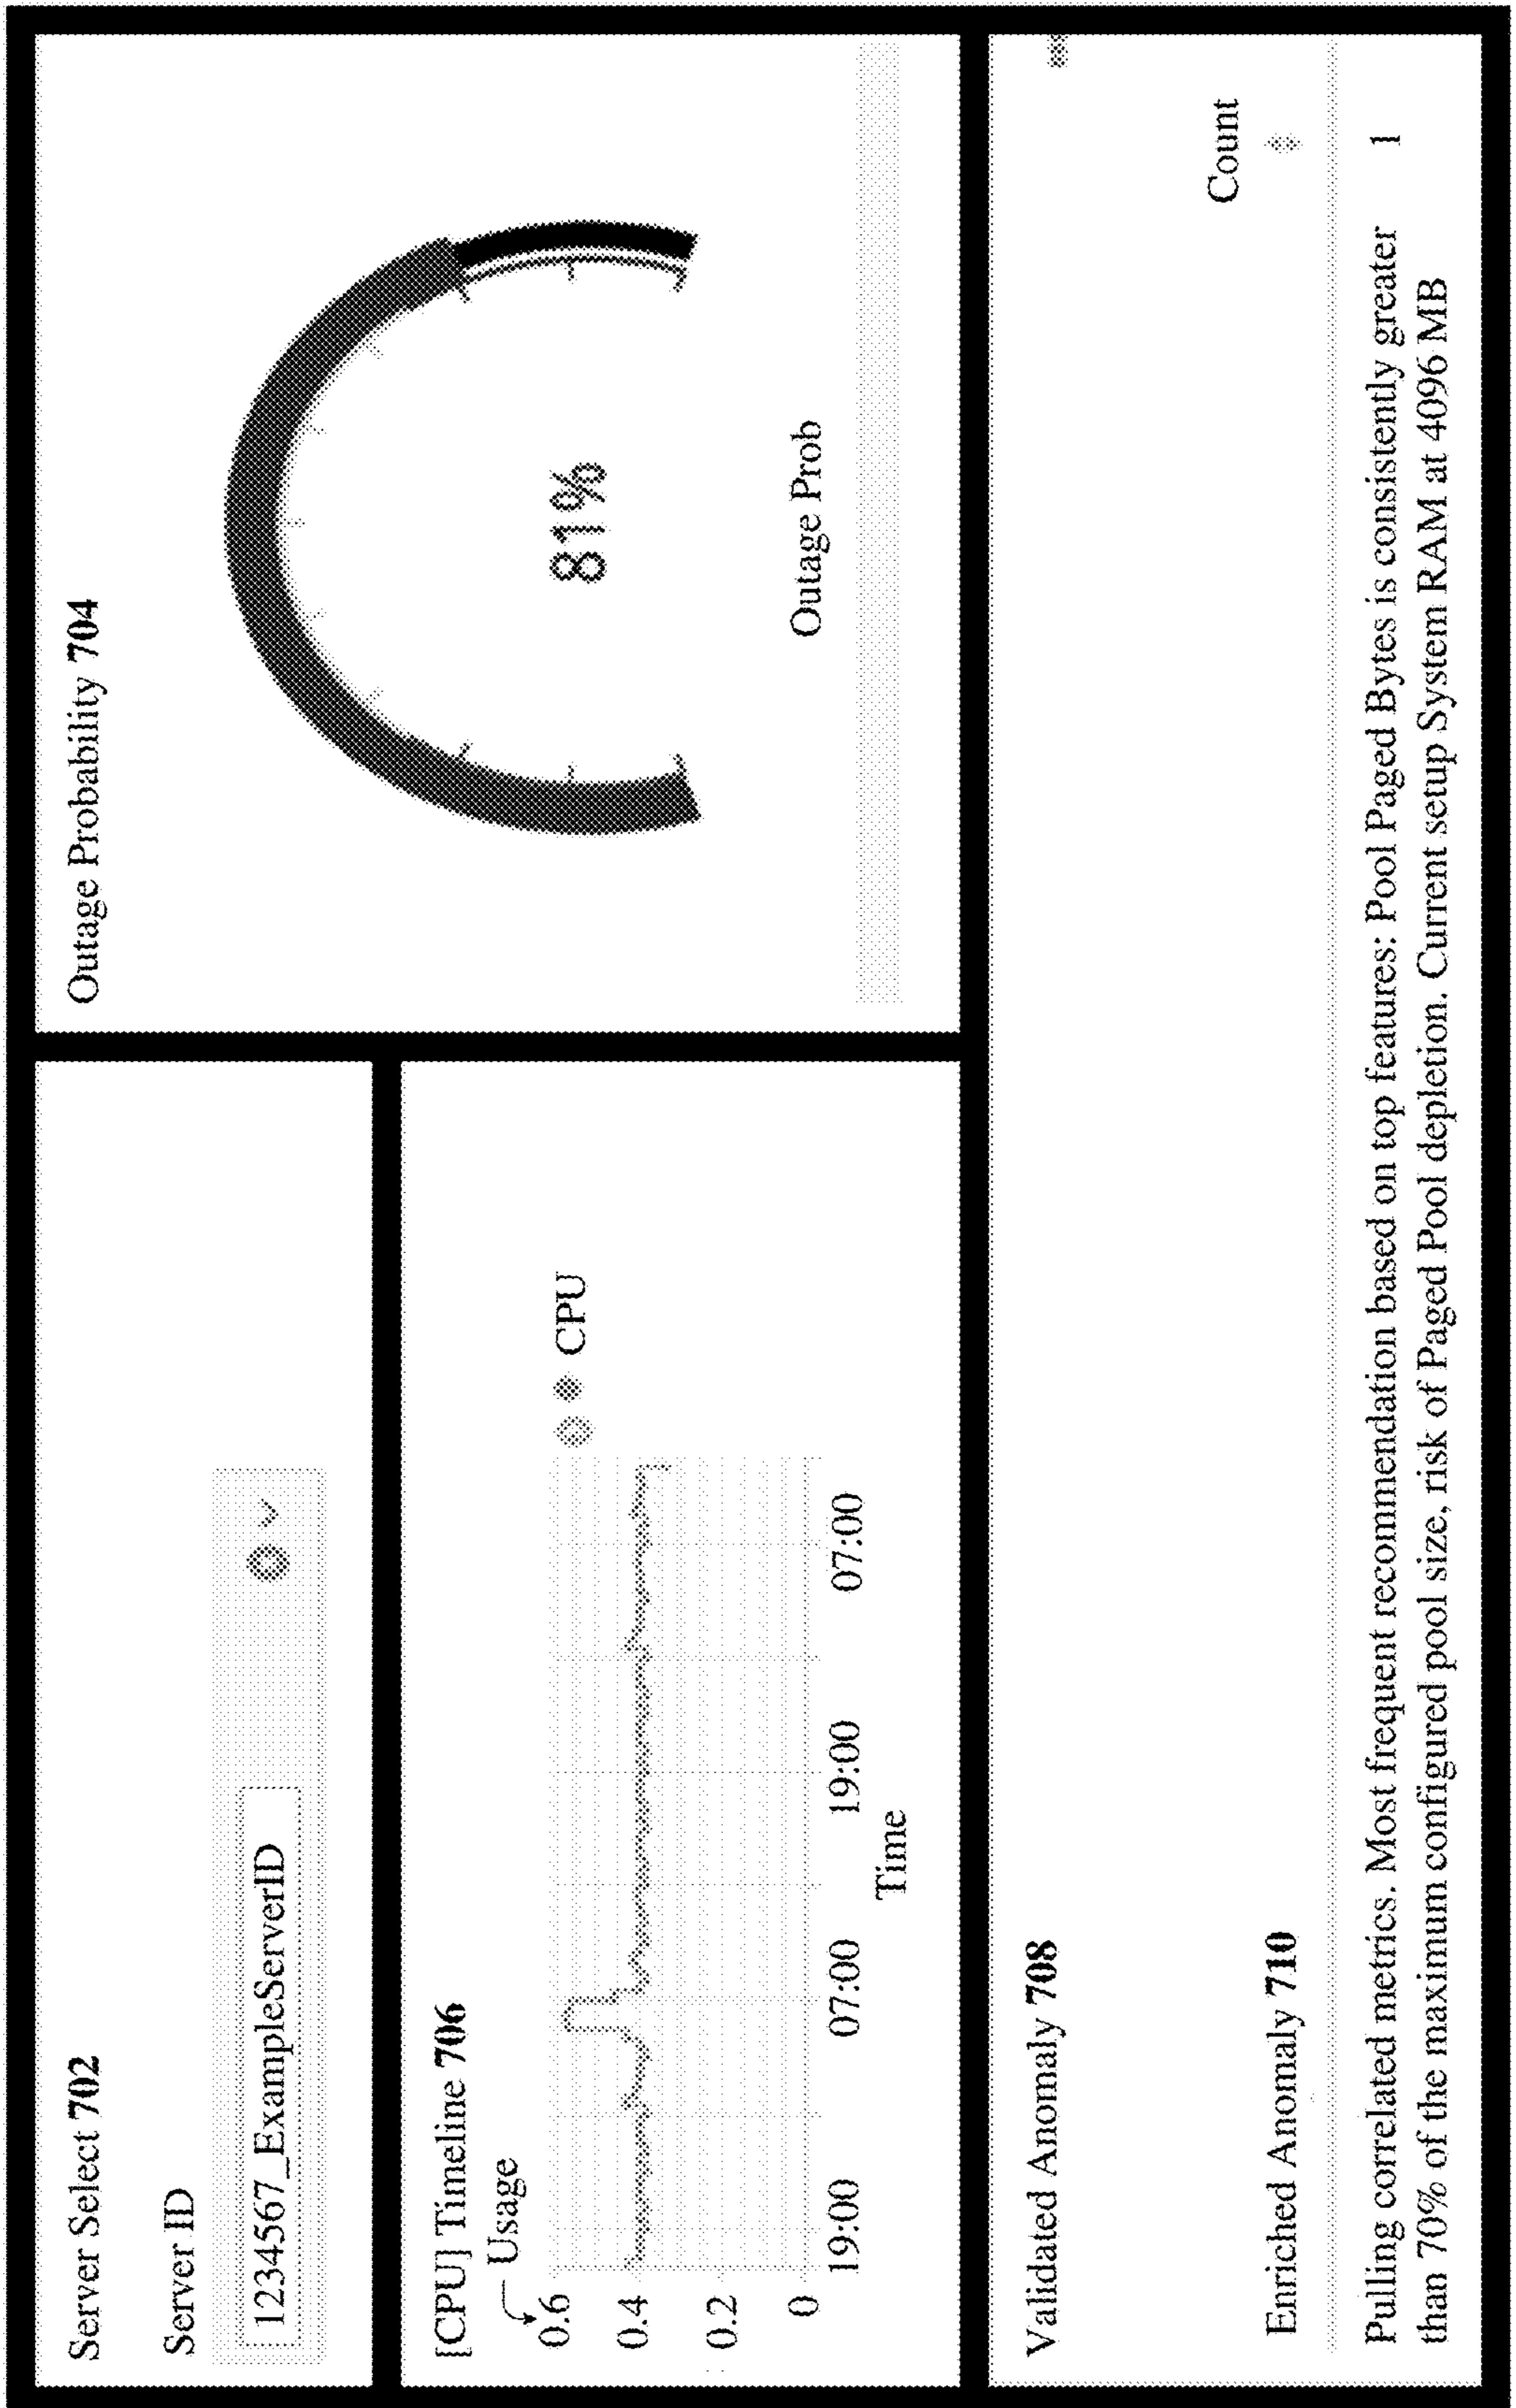 Server Select 702
Server ID
1234567_ExampleServerID
Outage Probability 704
81%
Outage Prob
[CPU] Timeline 706
Usage
0.6
0.4
0.2
0
19:00
07:00
19:00
07:00
Time
CPU
Validated Anomaly 708
Enriched Anomaly 710
Count
Pulling correlated metrics. Most frequent recommendation based on top features: Pool Paged Bytes is consistently greater
than 70% of the maximum configured pool size, risk of Paged Pool depletion. Current setup System RAM at 4096 MB
1